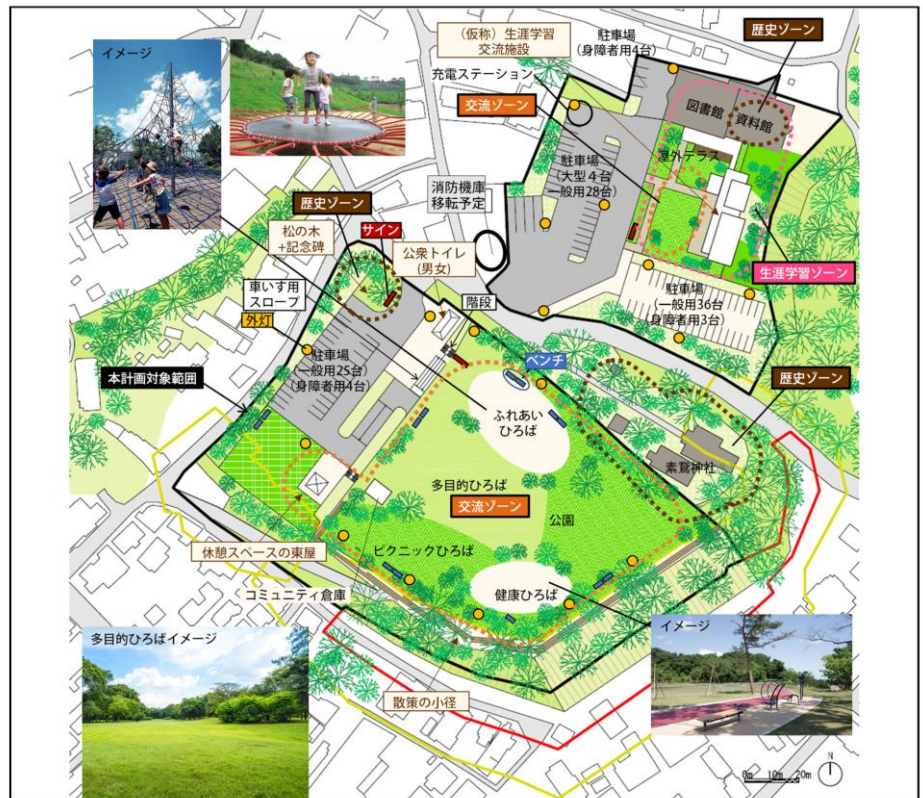 イメージ
（仮称）生涯学習
交流施設
駐車場
（身障者用4台）
歴史ゾーン
充電ステーション
交流ゾーン
図書館
資料館
屋外テラス
駐車場
（大型４台
一般用28台）
消防機庫
移転予定
歴史ゾーン
松の木
+記念碑
サイン
公衆トイレ
（男女）
生涯学習ゾーン
車いす用
スロープ
階段
駐車場
（一般用36台
身障者用3台）
外灯
駐車場
（一般用25台）
（身障者用4台）
ベンチ
本計画対象範囲
歴史ゾーン
ふれあい
ひろば
素鵞神社
多目的ひろば
交流ゾーン
公園
休憩スペースの東屋
ピクニックひろば
コミュニティ倉庫
健康ひろば
多目的ひろばイメージ
イメージ
散策の小径
N
0m 10m 20m